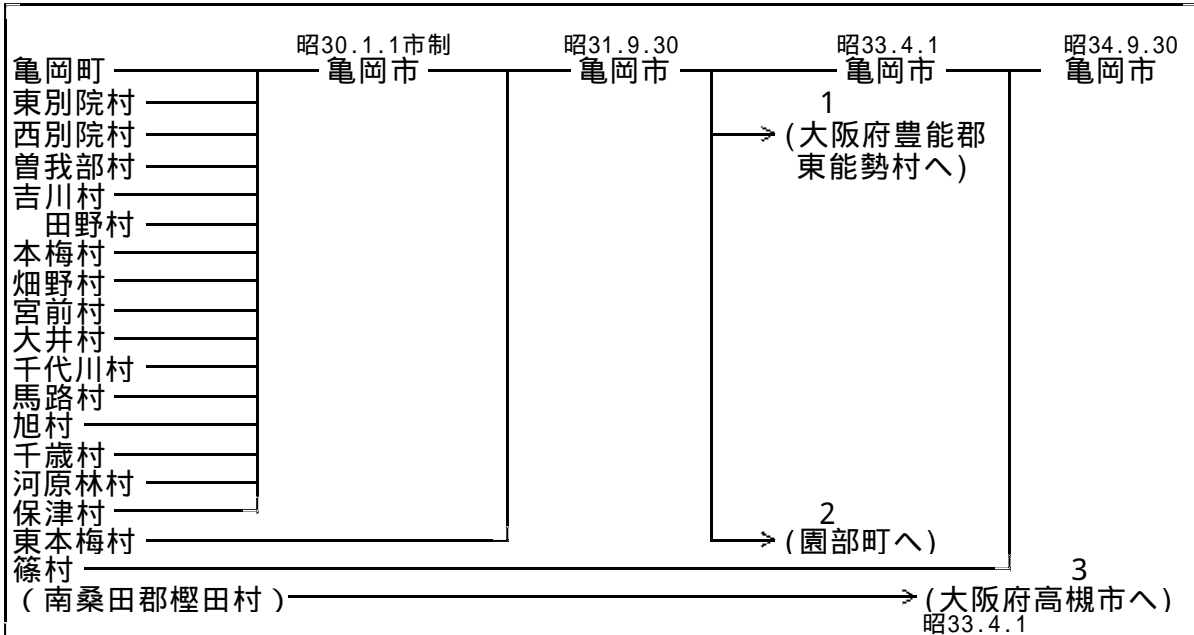 昭30.1.1市制 昭31.9.30 昭33.4.1 昭34.9.30
亀岡町 亀岡市 亀岡市 亀岡市 亀岡市
東別院村 1
西別院村 (大阪府豊能郡
曽我部村 東能勢村へ)
吉川村
田野村
本梅村
畑野村
宮前村
大井村
千代川村
馬路村
旭村
千歳村
河原林村
保津村 2
東本梅村 (園部町へ)
篠村 3
(南桑田郡樫田村) (大阪府高槻市へ)
昭33.4.1